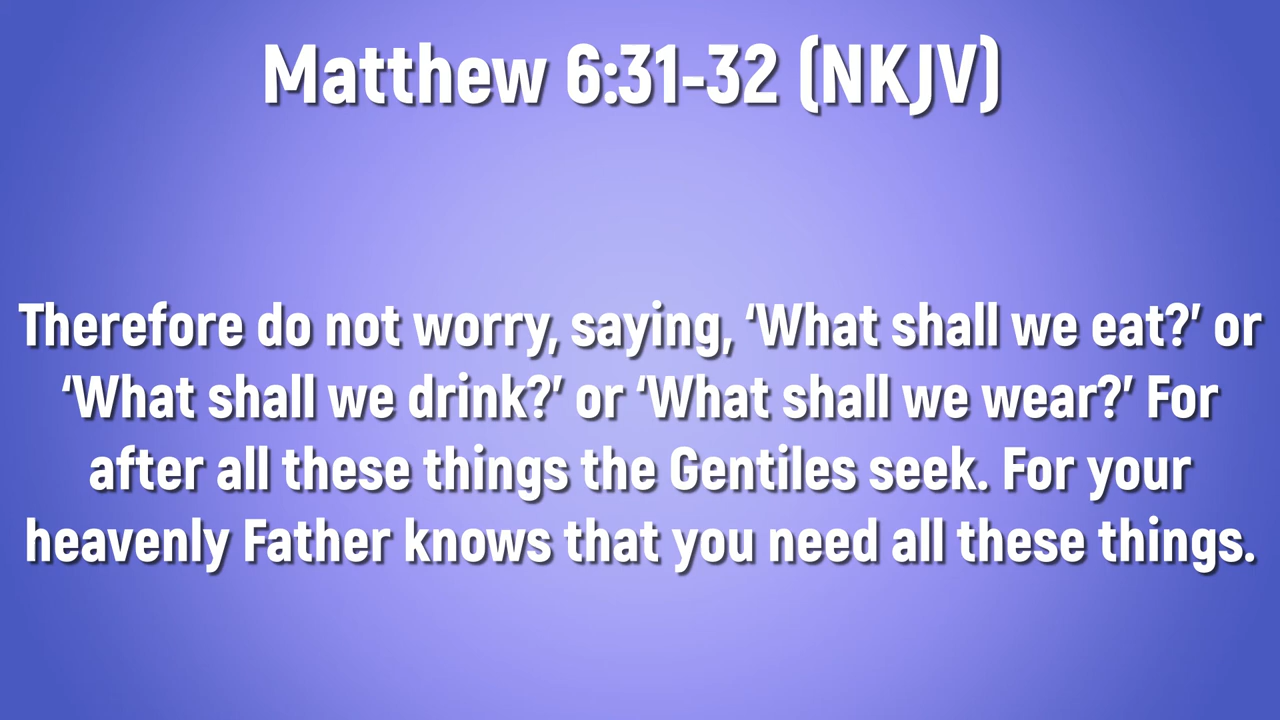 Matthew 6:31-32 (NKJV)
Therefore do not worry, saying, ‘What shall we eat?’ or
‘What shall we drink?’ or ‘What shall we wear?’ For
after all these things the Gentiles seek. For your
heavenly Father knows that you need all these things.